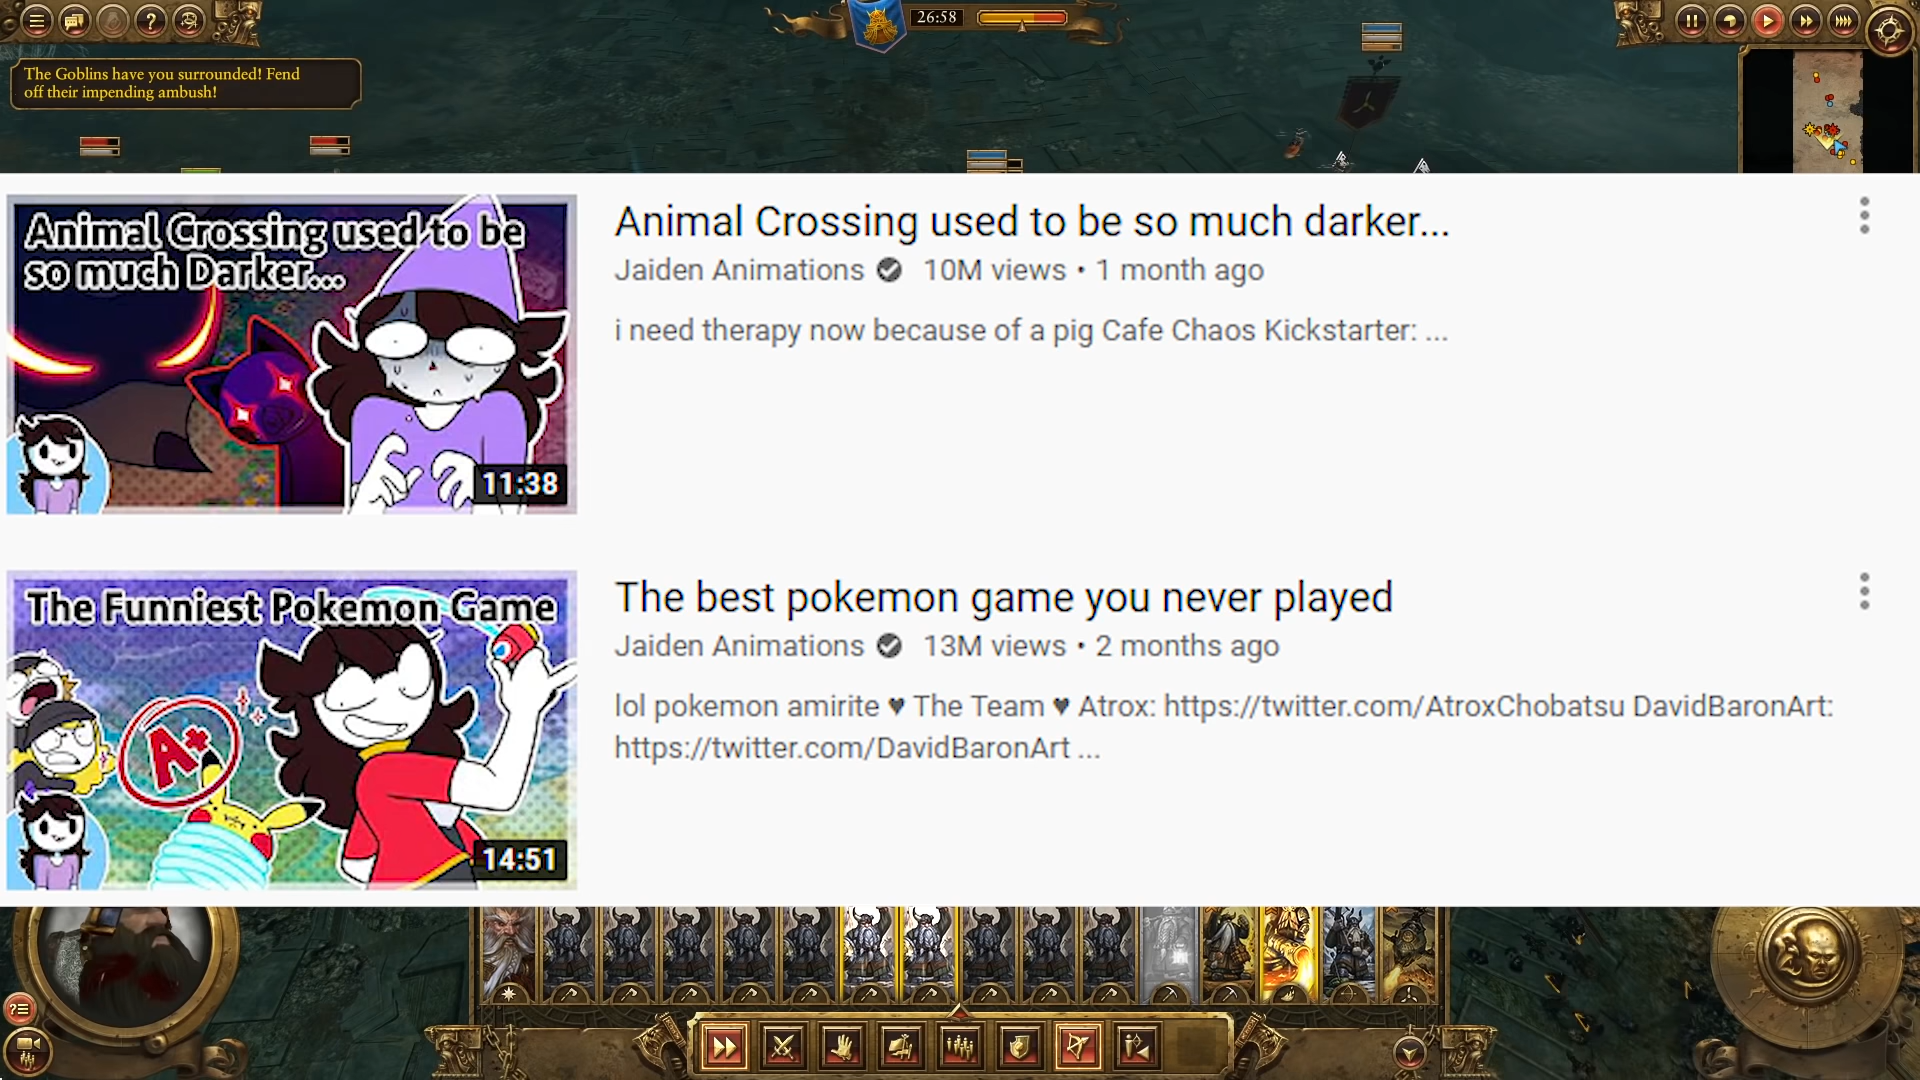 26:58
The Goblins have you surrounded! Fend
off their impending ambush!
Animal Crossing used to be
so much Darker...
11:38
Animal Crossing used to be so much darker...
Jaiden Animations 10M views • 1 month ago
i need therapy now because of a pig Cafe Chaos Kickstarter: ...
The Funniest Pokemon Game
A+
14:51
The best pokemon game you never played
Jaiden Animations 13M views • 2 months ago
lol pokemon amirite ♥ The Team ♥ Atrox: https://twitter.com/AtroxChobatsu DavidBaronArt:
https://twitter.com/DavidBaronArt ...